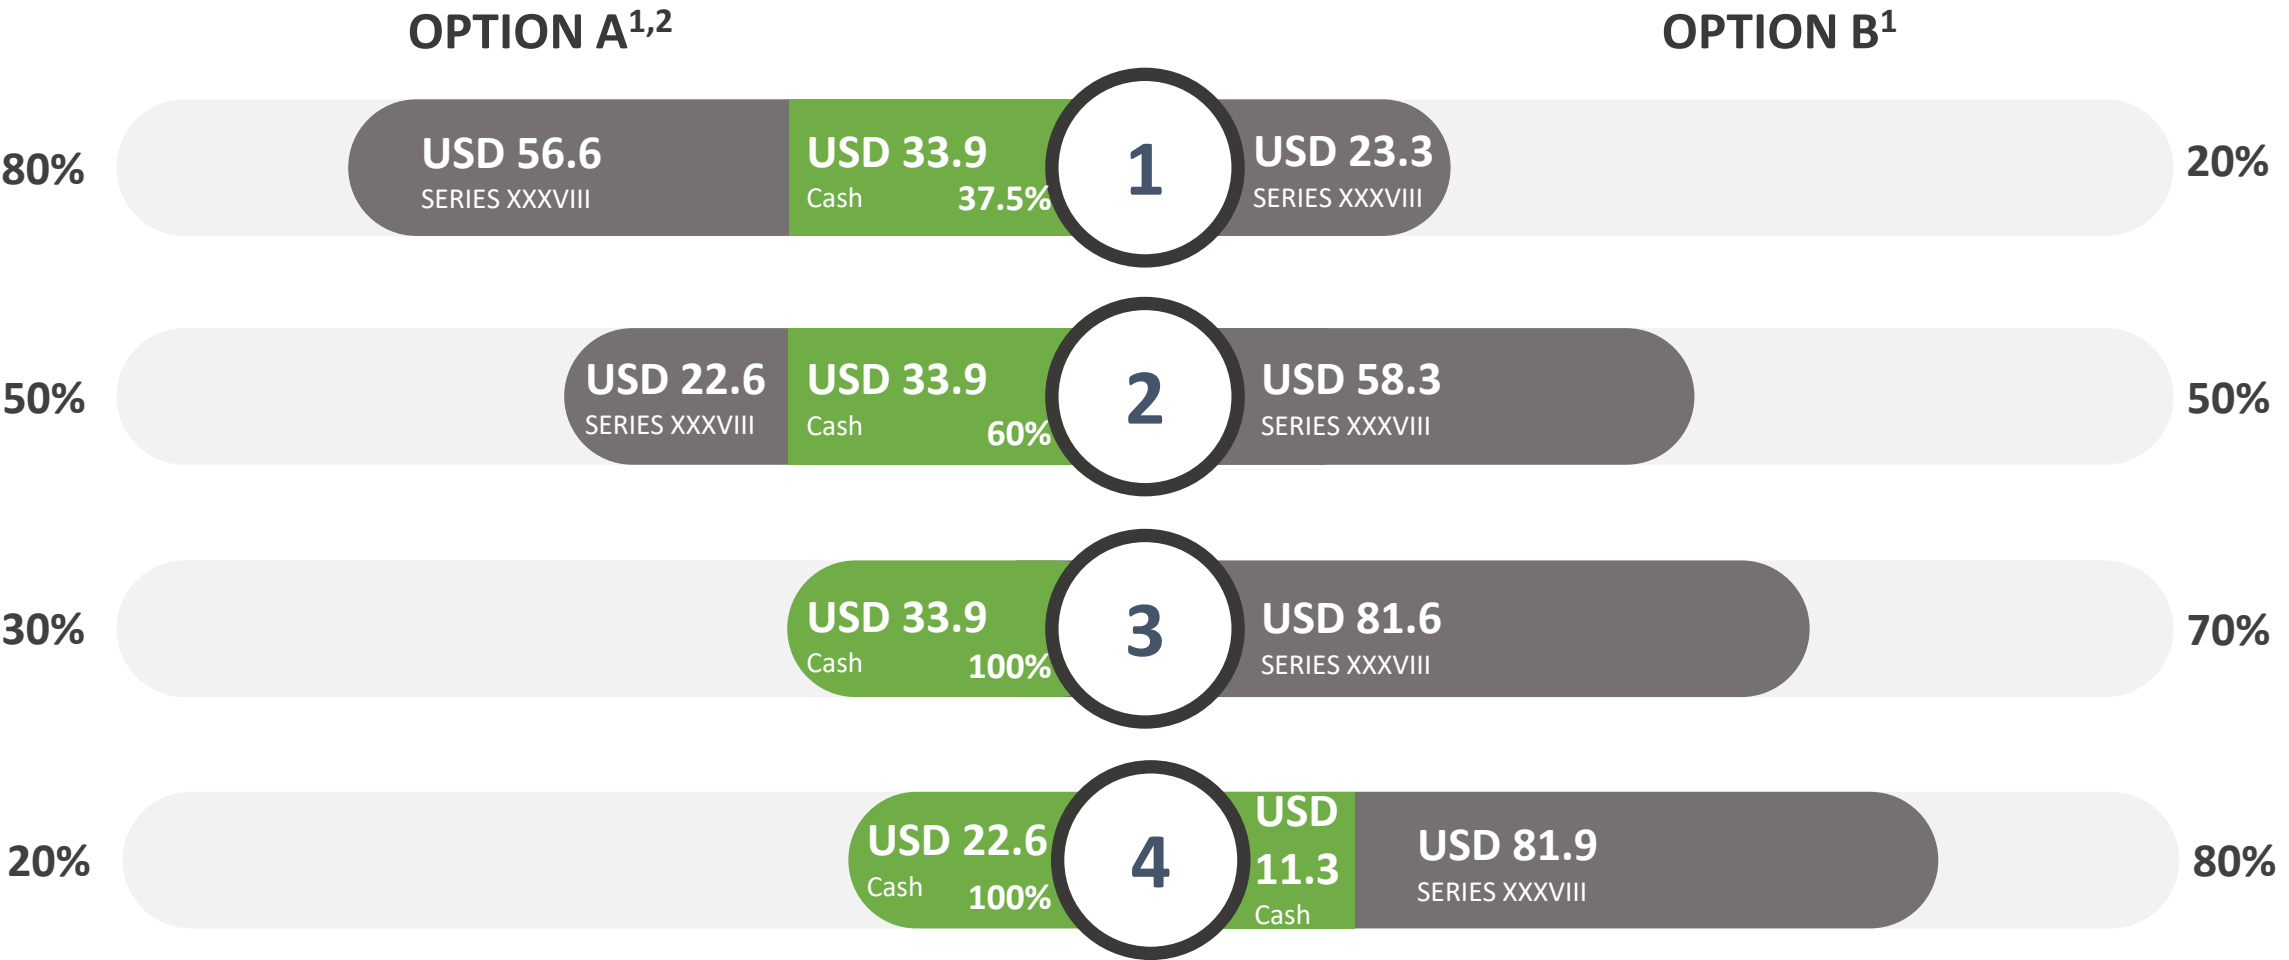 OPTION A1,2
OPTION B1
80%
USD 56.6
SERIES XXXVIII
USD 33.9
Cash
37.5%
1
USD 23.3
SERIES XXXVIII
20%
50%
USD 22.6
SERIES XXXVIII
USD 33.9
Cash
60%
2
USD 58.3
SERIES XXXVIII
50%
30%
USD 33.9
Cash
100%
3
USD 81.6
SERIES XXXVIII
70%
20%
USD 22.6
Cash
100%
4
USD
11.3
Cash
USD 81.9
SERIES XXXVIII
80%